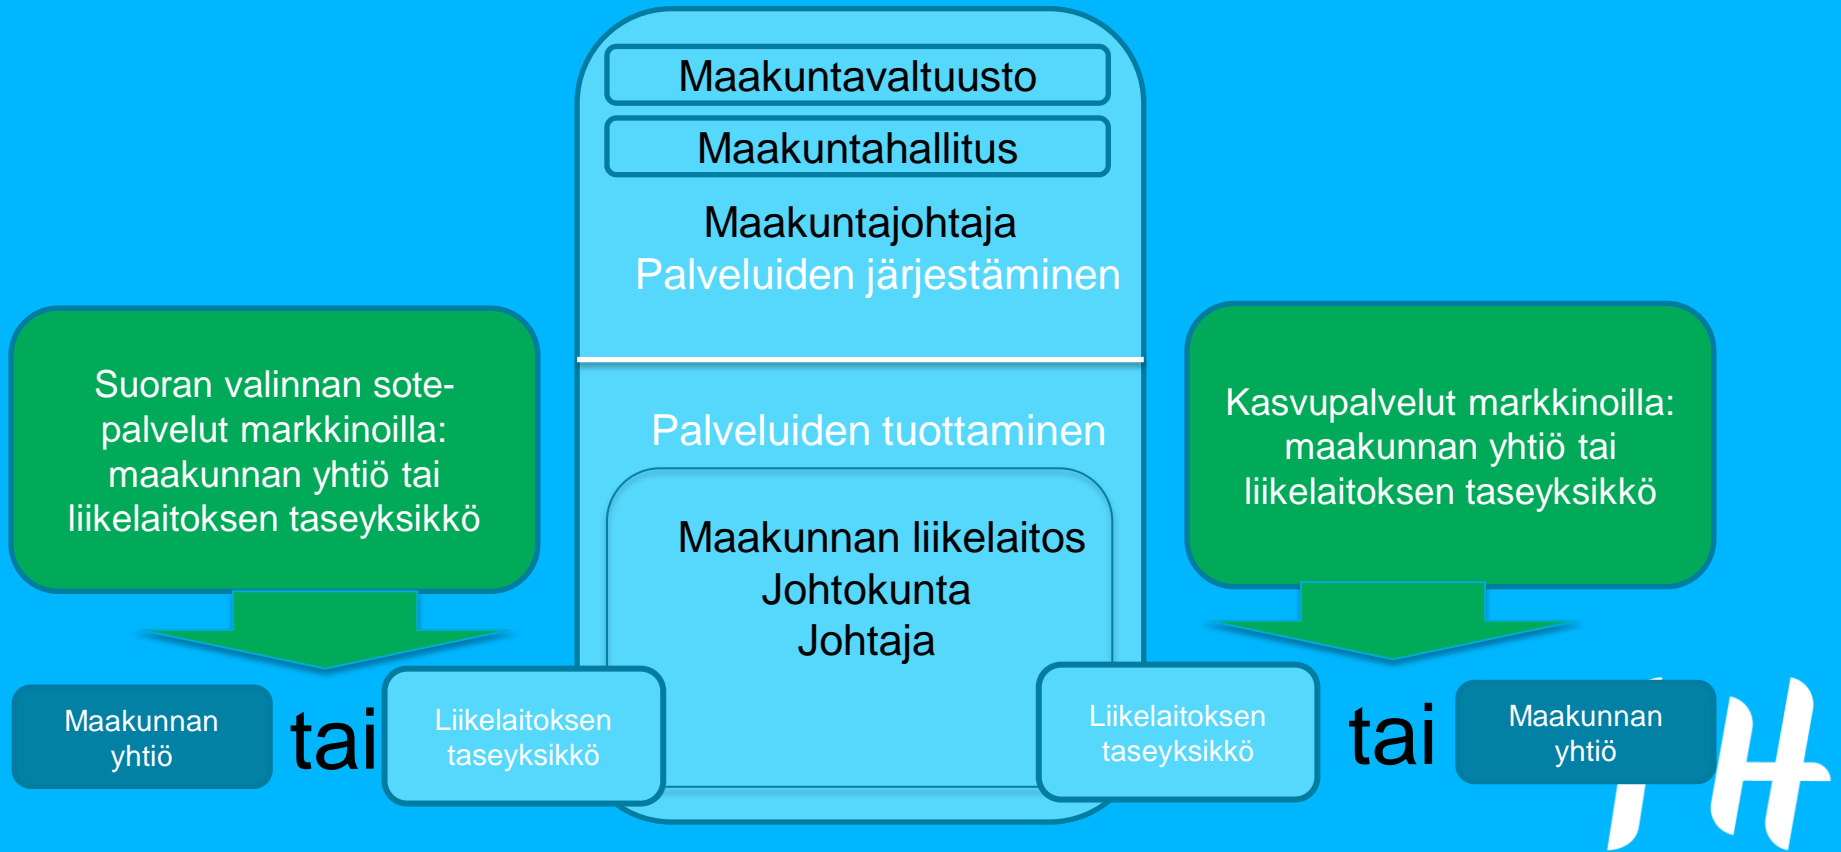 Maakuntavaltuusto
Maakuntahallitus
Maakuntajohtaja
Palveluiden järjestäminen
Suoran valinnan sote-
palvelut markkinoilla:
maakunnan yhtiö tai
liikelaitoksen taseyksikkö
Palveluiden tuottaminen
Maakunnan liikelaitos
Johtokunta
Johtaja
Kasvupalvelut markkinoilla:
maakunnan yhtiö tai
liikelaitoksen taseyksikkö
Maakunnan
yhtiö
tai
Liikelaitoksen
taseyksikkö
Liikelaitoksen
taseyksikkö
tai
Maakunnan
yhtiö